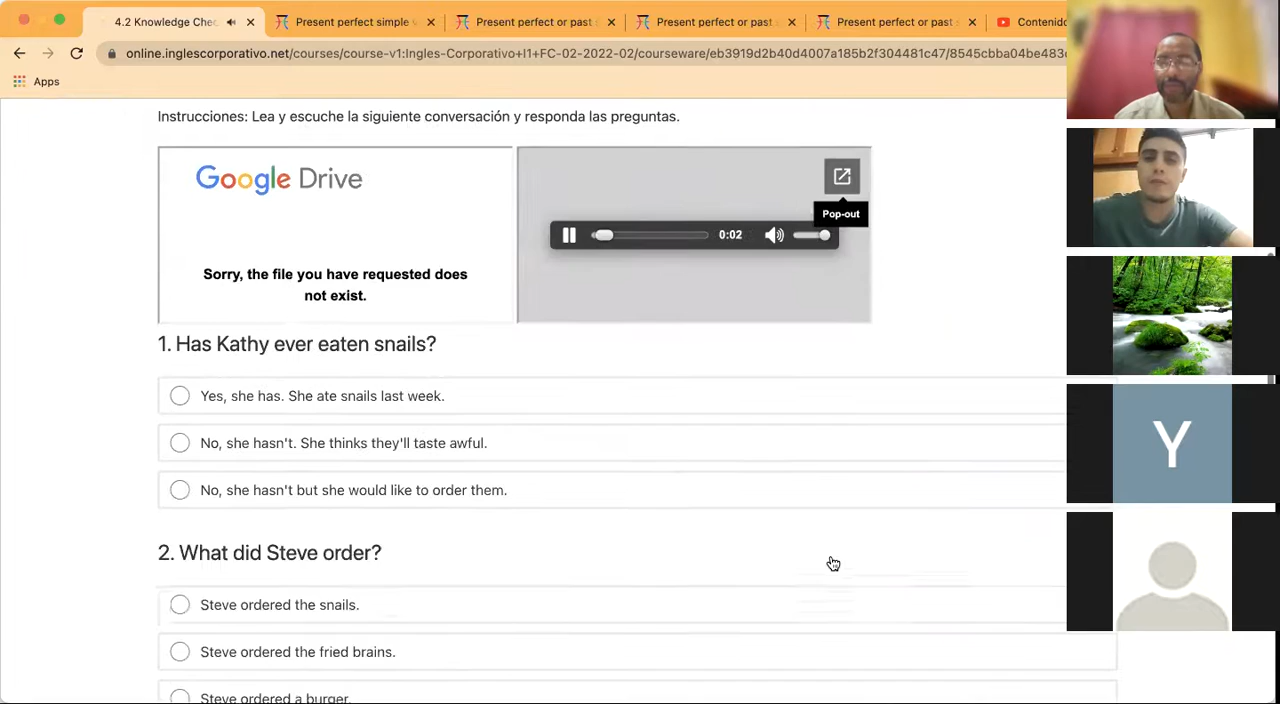 4.2 Knowledge Che
Present perfect simple
Present perfect or past
Present perfect or past
Present perfect or past
Contenido
online.inglescorporativo.net/courses/course-v1:Ingles-Corporativo+I1+FC-02-2022-02/courseware/eb3919d2b40d4007a185b2f304481c47/8545cbba04be483c
Apps
Instrucciones: Lea y escuche la siguiente conversación y responda las preguntas.
Google Drive
Sorry, the file you have requested does
not exist.
Pop-out
0:02
1. Has Kathy ever eaten snails?
Yes, she has. She ate snails last week.
No, she hasn't. She thinks they'll taste awful.
No, she hasn't but she would like to order them.
2. What did Steve order?
Steve ordered the snails.
Steve ordered the fried brains.
Steve ordered a burger.
Y